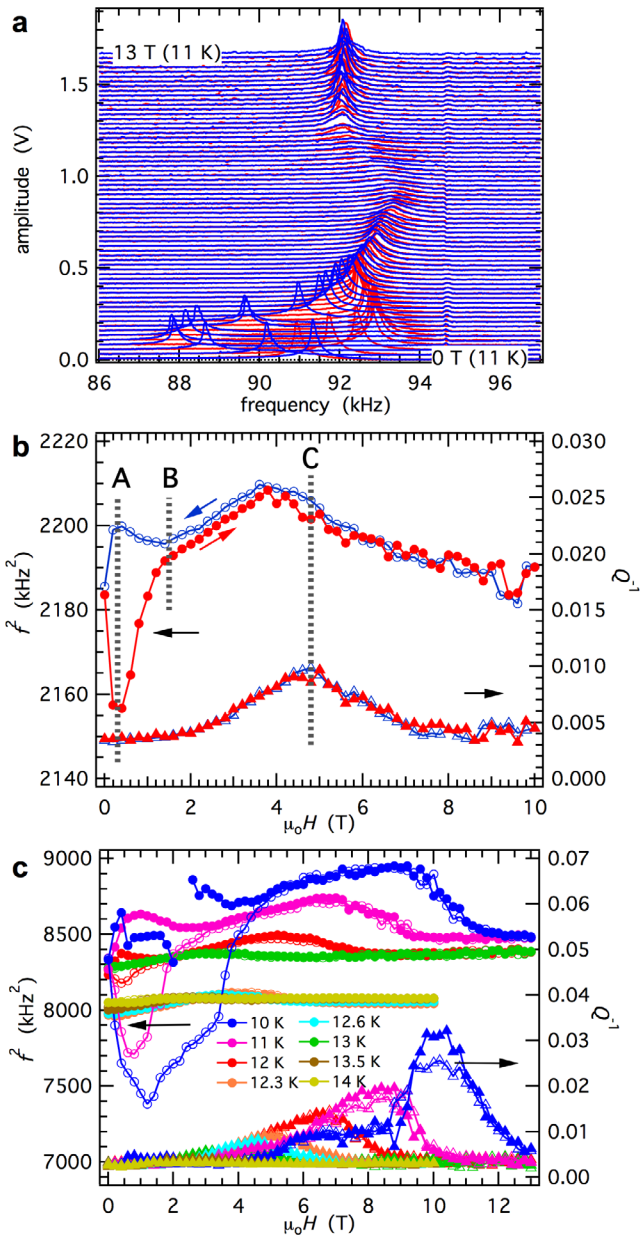 a
13 T (11 K)
1.5
1.0
0.5
0.0
amplitude (V)
0 T (11 K)
86 88 90 92 94 96
frequency (kHz)
b
A B C
2220
2200
2180
2160
2140
f² (kHz²)
0.030
0.025
0.020
0.015
0.010
0.005
0.000
Q⁻¹
0 2 4 6 8 10
μoH (T)
c
9000
8500
8000
7500
7000
f² (kHz²)
10 K 12.6 K
11 K 13 K
12 K 13.5 K
12.3 K 14 K
0.07
0.06
0.05
0.04
0.03
0.02
0.01
0.00
Q⁻¹
0 2 4 6 8 10 12
μoH (T)